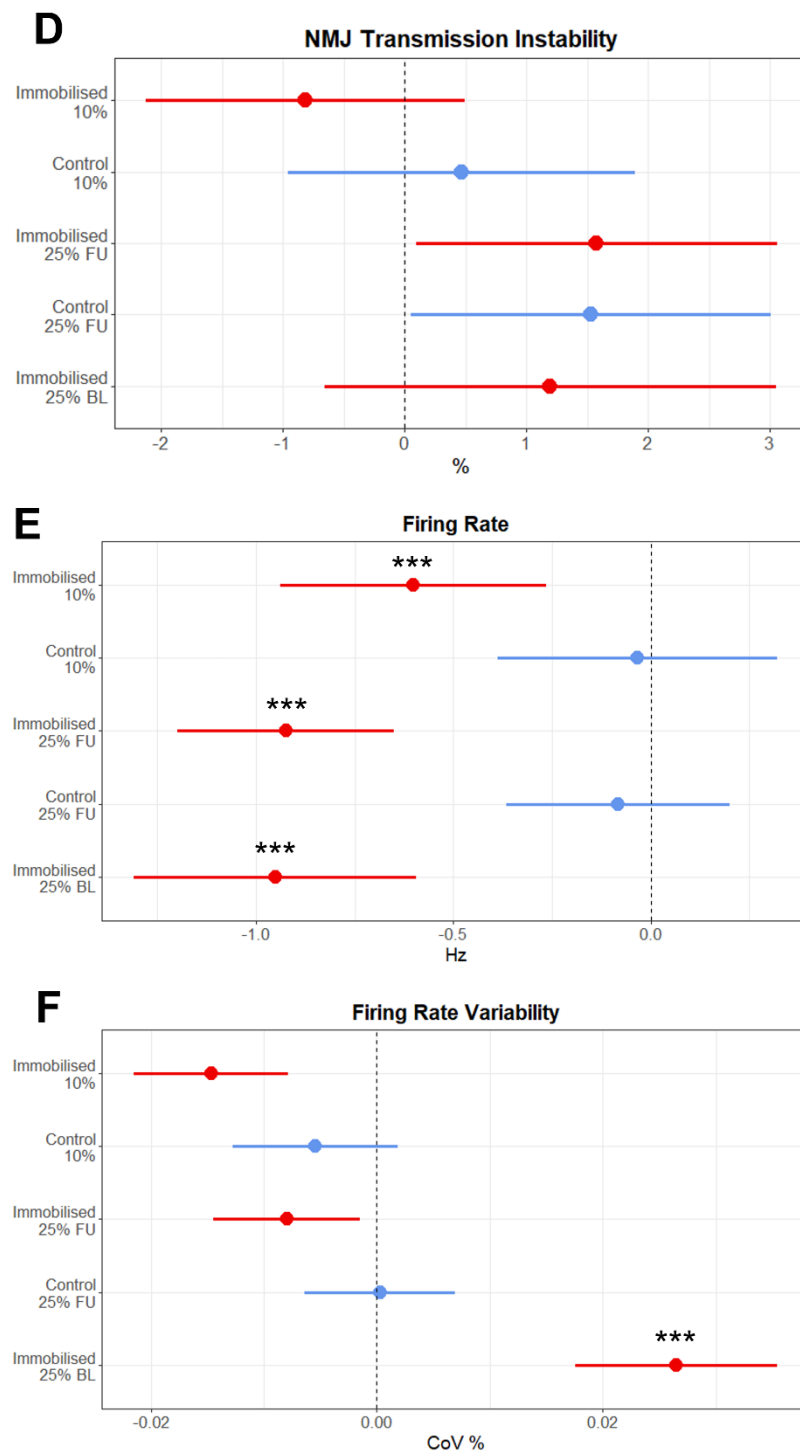 D
NMJ Transmission Instability
Immobilised
10%
Control
10%
Immobilised
25% FU
Control
25% FU
Immobilised
25% BL
-2 -1 0 1 2 3
%
E
Firing Rate
***
Immobilised
10%
Control
10%
***
Immobilised
25% FU
Control
25% FU
***
Immobilised
25% BL
-1.0 -0.5 0.0
Hz
F
Firing Rate Variability
Immobilised
10%
Control
10%
Immobilised
25% FU
Control
25% FU
***
Immobilised
25% BL
-0.02 0.00 0.02
CoV %